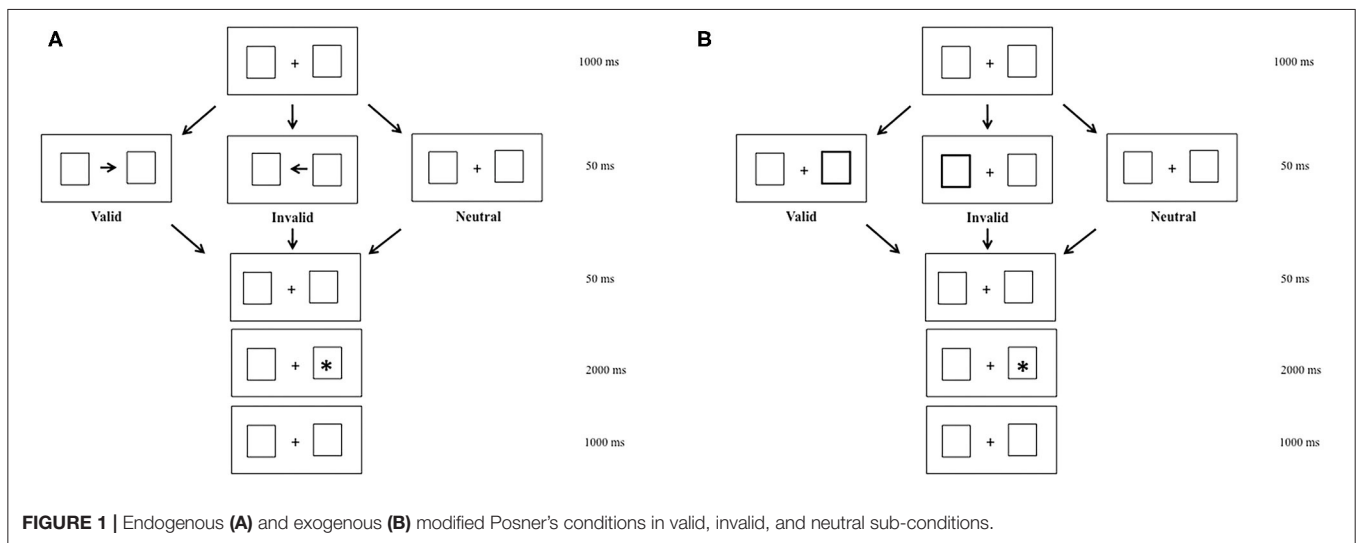 A
1000 ms
Valid
Invalid
Neutral
50 ms
50 ms
*
2000 ms
1000 ms
B
1000 ms
Valid
Invalid
Neutral
50 ms
50 ms
*
2000 ms
1000 ms
FIGURE 1 | Endogenous (A) and exogenous (B) modified Posner's conditions in valid, invalid, and neutral sub-conditions.